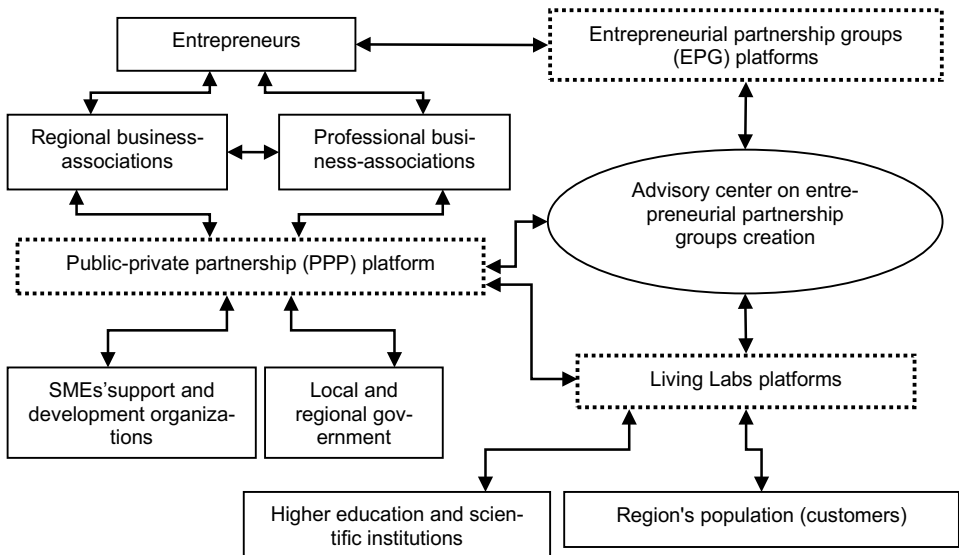 Entrepreneurs
Entrepreneurial partnership groups
(EPG) platforms
Regional business-
associations
Professional busi-
ness-associations
Advisory center on entre-
preneurial partnership
groups creation
Public-private partnership (PPP) platform
SMEs’support and
development organiza-
tions
Local and
regional gov-
ernment
Living Labs platforms
Higher education and scien-
tific institutions
Region's population (customers)